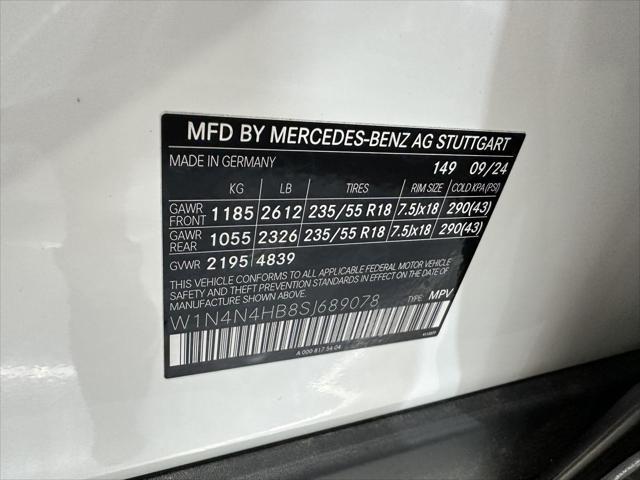 MFD BY MERCEDES-BENZ AG STUTTGART
MADE IN GERMANY 149 09/24
KG LB TIRES RIM SIZE COLD KPA(PSI)
GAWR FRONT 1185 2612 235/55 R18 7.5Jx18 290(43)
GAWR REAR 1055 2326 235/55 R18 7.5Jx18 290(43)
GVWR 2195 4839
THIS VEHICLE CONFORMS TO ALL APPLICABLE FEDERAL MOTOR VEHICLE
SAFETY AND THEFT PREVENTION STANDARDS IN EFFECT ON THE DATE OF
MANUFACTURE SHOWN ABOVE. TYPE: MPV
W1N4N4HB8SJ689078
A 000 817 54 04